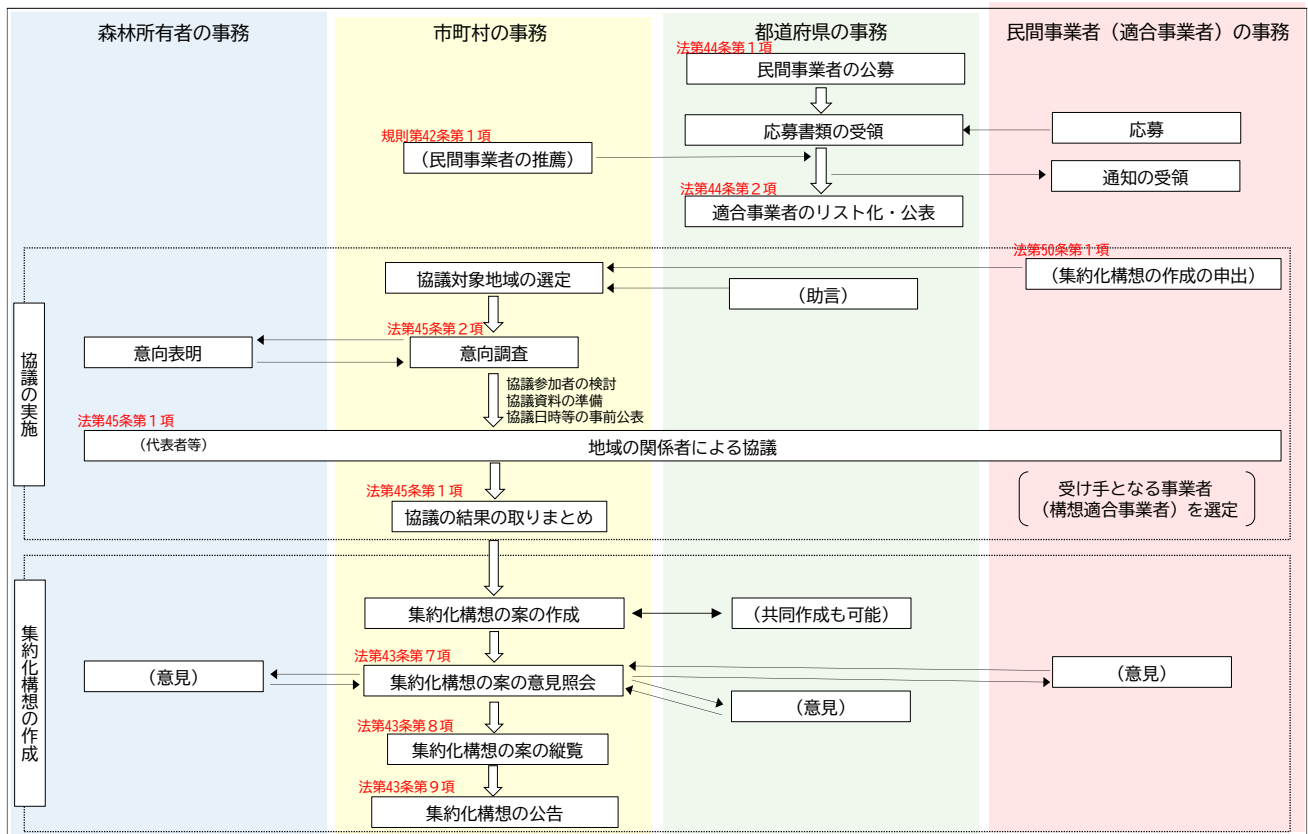 森林所有者の事務
市町村の事務
都道府県の事務
民間事業者（適合事業者）の事務
法第44条第１項
民間事業者の公募
応募書類の受領
応募
規則第42条第１項
（民間事業者の推薦）
通知の受領
法第44条第２項
適合事業者のリスト化・公表
協議の実施
法第50条第１項
協議対象地域の選定
（集約化構想の作成の申出）
（助言）
法第45条第２項
意向表明
意向調査
協議参加者の検討
協議資料の準備
協議日時等の事前公表
法第45条第１項
（代表者等）
地域の関係者による協議
法第45条第１項
協議の結果の取りまとめ
受け手となる事業者
（構想適合事業者）を選定
集約化構想の作成
集約化構想の案の作成
（共同作成も可能）
法第43条第７項
（意見）
集約化構想の案の意見照会
（意見）
（意見）
法第43条第８項
集約化構想の案の縦覧
法第43条第９項
集約化構想の公告